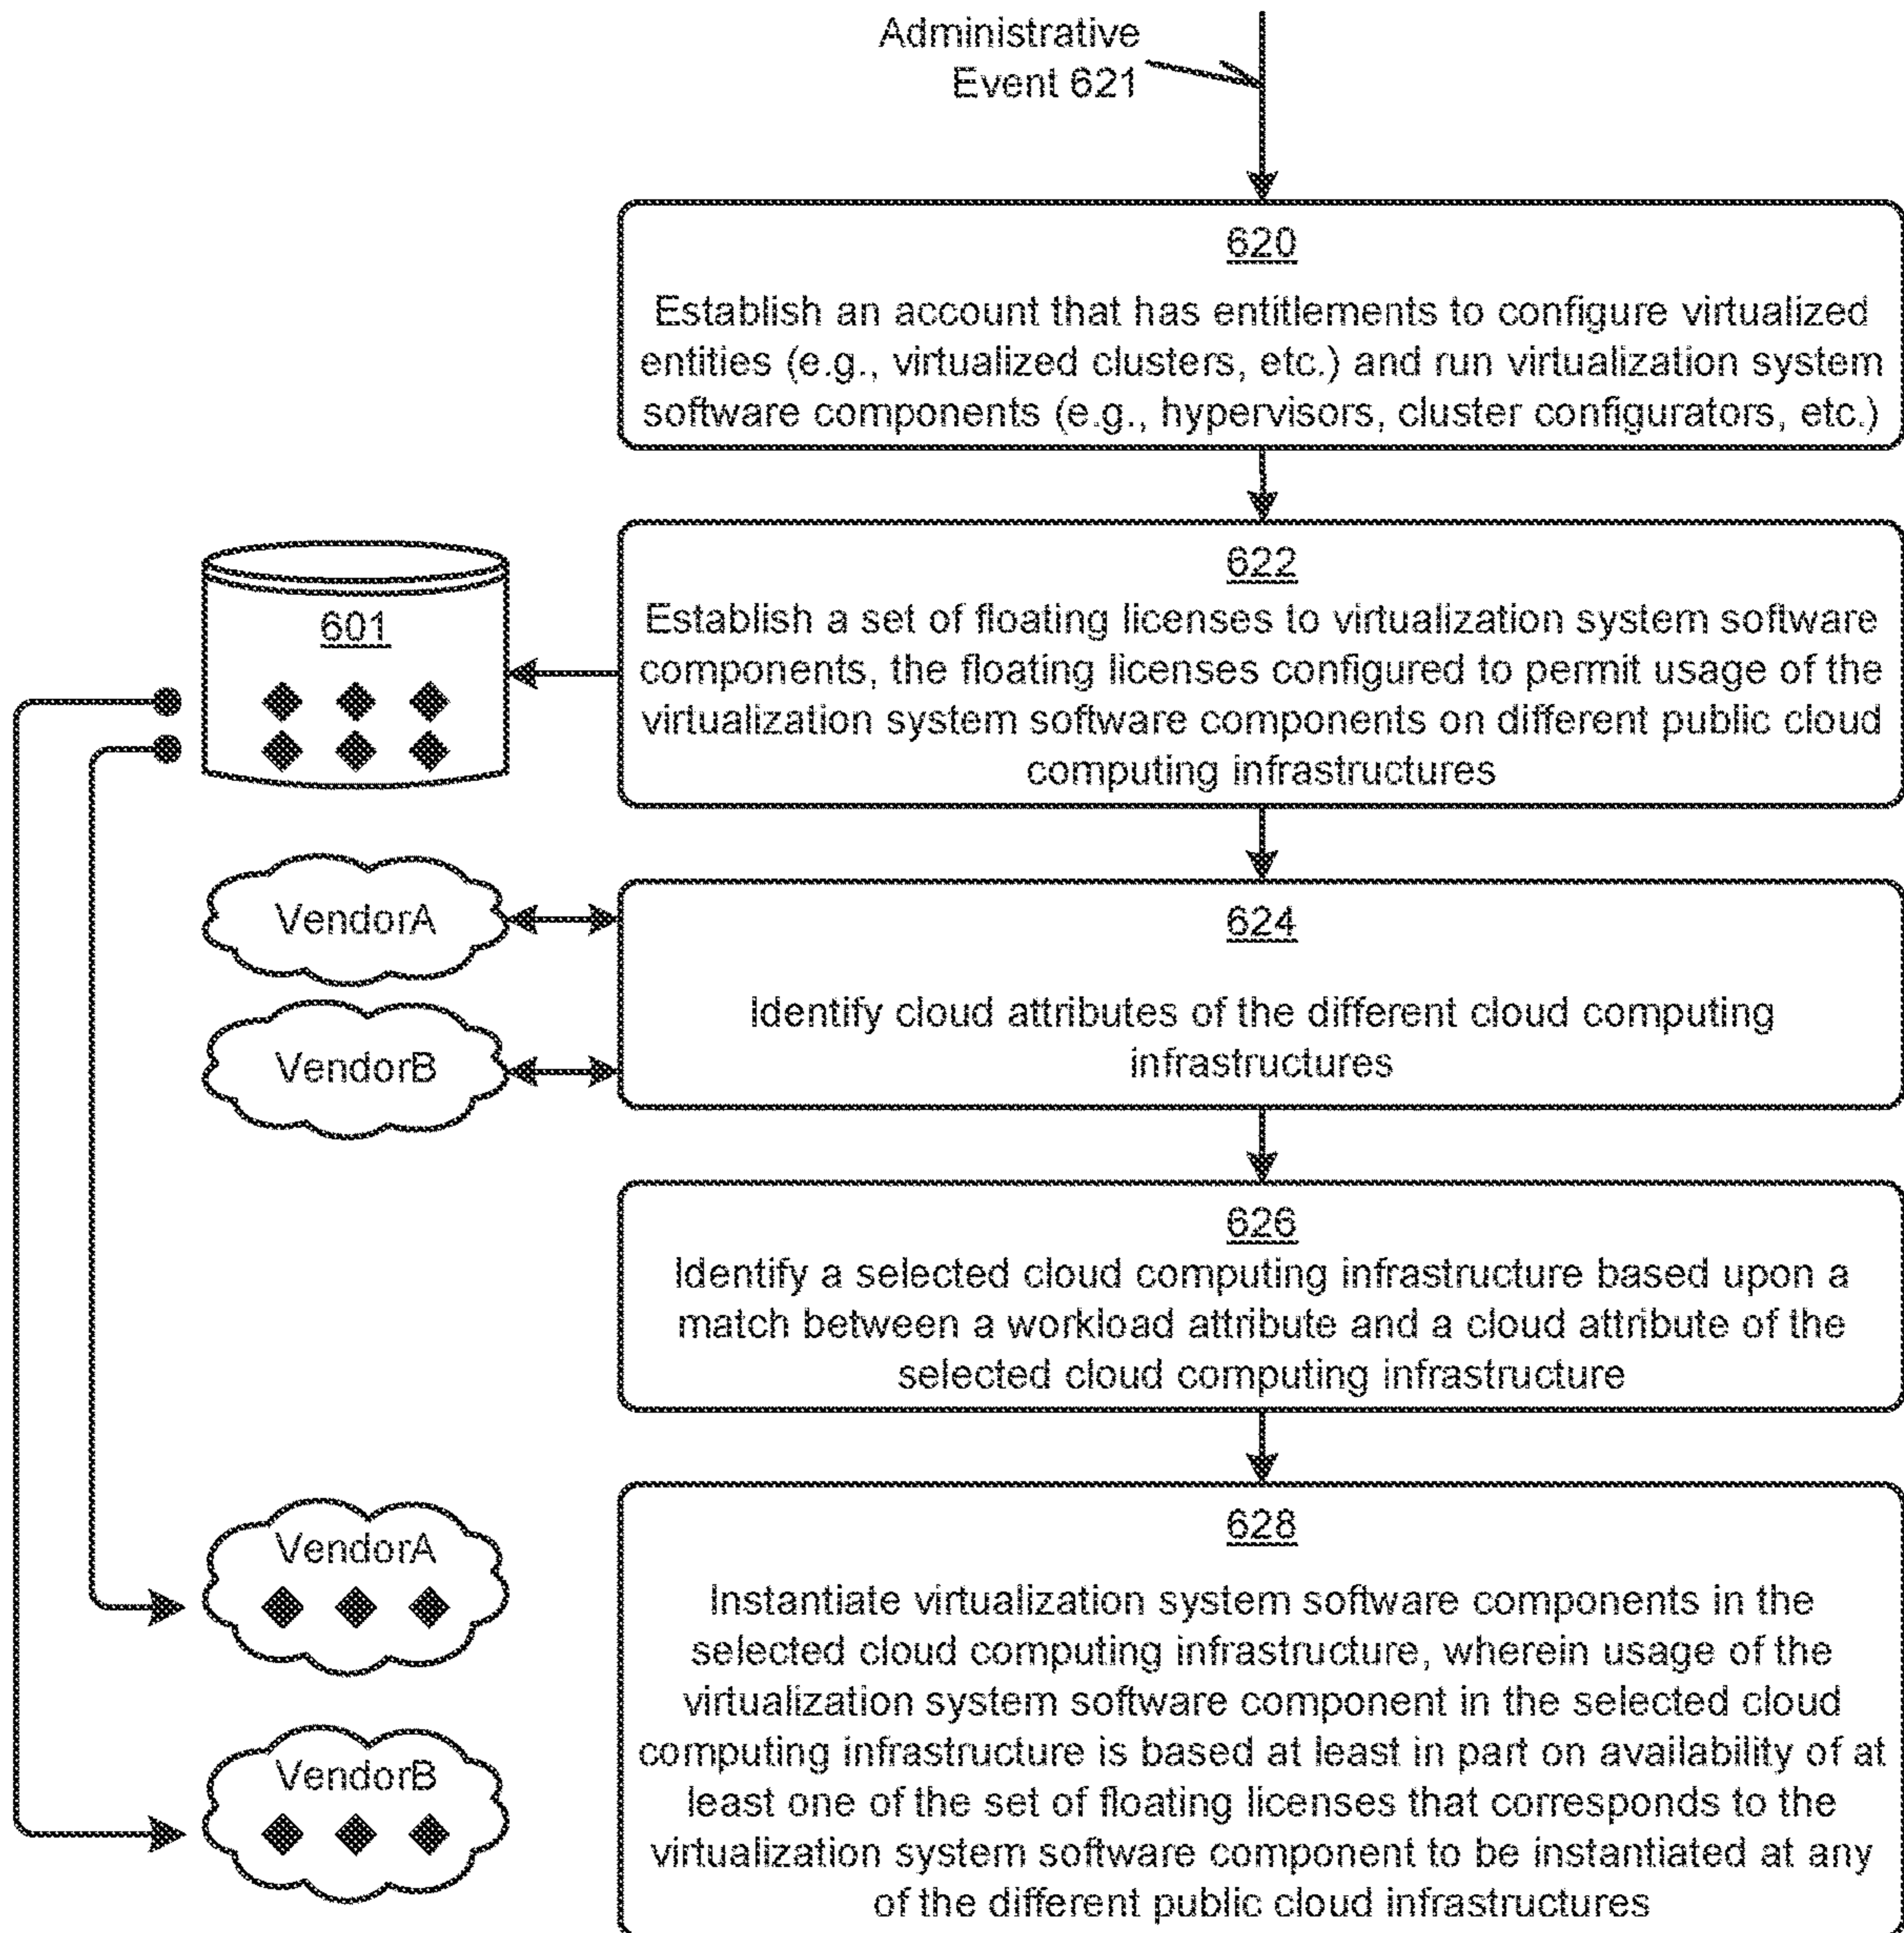 Administrative
Event 621
620
Establish an account that has entitlements to configure virtualized
entities (e.g., virtualized clusters, etc.) and run virtualization system
software components (e.g., hypervisors, cluster configurators, etc.)
601
622
Establish a set of floating licenses to virtualization system software
components, the floating licenses configured to permit usage of the
virtualization system software components on different public cloud
computing infrastructures
VendorA
VendorB
624
Identify cloud attributes of the different cloud computing
infrastructures
626
Identify a selected cloud computing infrastructure based upon a
match between a workload attribute and a cloud attribute of the
selected cloud computing infrastructure
VendorA
VendorB
628
Instantiate virtualization system software components in the
selected cloud computing infrastructure, wherein usage of the
virtualization system software component in the selected cloud
computing infrastructure is based at least in part on availability of at
least one of the set of floating licenses that corresponds to the
virtualization system software component to be instantiated at any
of the different public cloud infrastructures